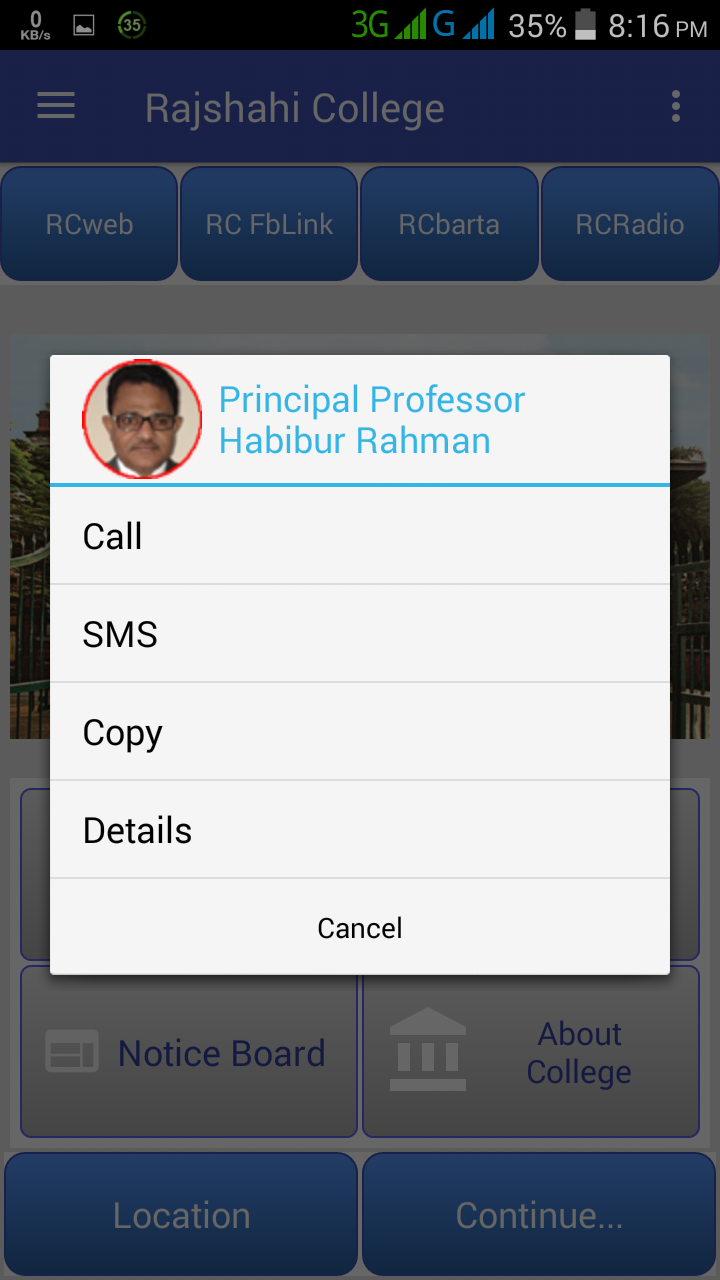 0
KB/s
35
3G
G
35%
8:16 PM
Rajshahi College
RCweb
RC FbLink
RCbarta
RCRadio
Principal Professor
Habibur Rahman
Call
SMS
Copy
Details
Cancel
Notice Board
About
College
Location
Continue...